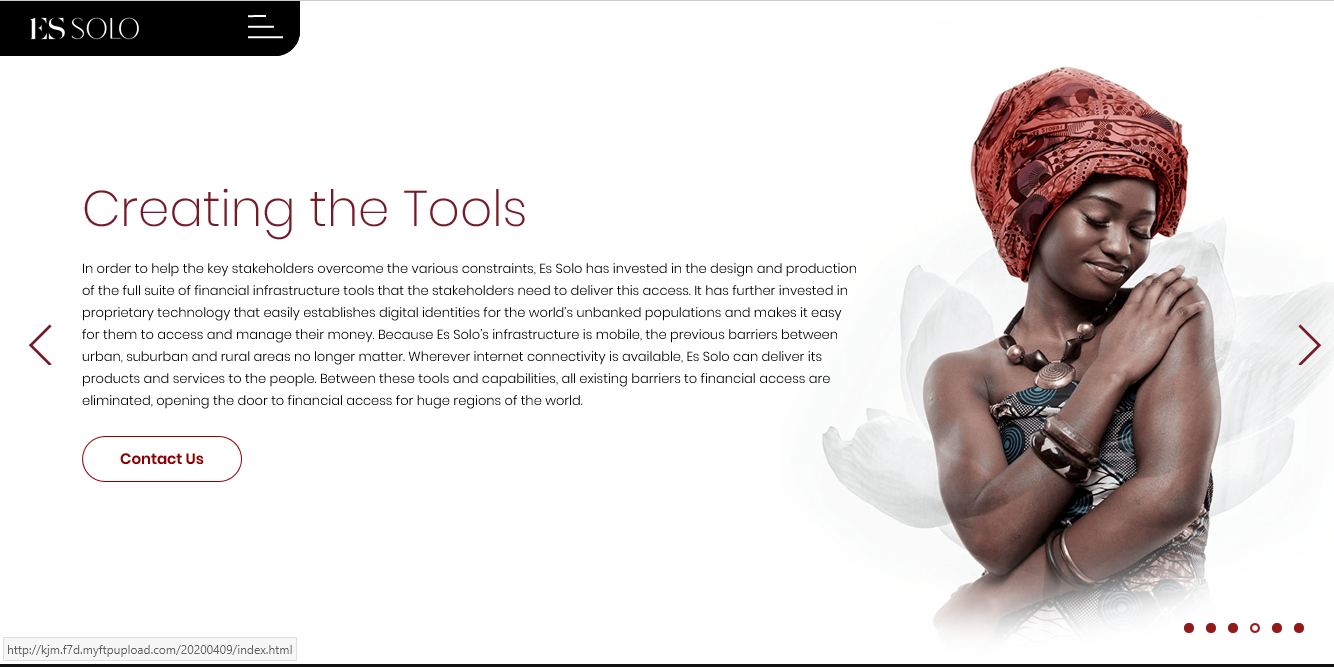 ES SOLO
Creating the Tools
In order to help the key stakeholders overcome the various constraints, Es Solo has invested in the design and production
of the full suite of financial infrastructure tools that the stakeholders need to deliver this access. It has further invested in
proprietary technology that easily establishes digital identities for the world's unbanked populations and makes it easy
for them to access and manage their money. Because Es Solo's infrastructure is mobile, the previous barriers between
urban, suburban and rural areas no longer matter. Wherever internet connectivity is available, Es Solo can deliver its
products and services to the people. Between these tools and capabilities, all existing barriers to financial access are
eliminated, opening the door to financial access for huge regions of the world.
Contact Us
http://kjm.f7d.myftpupload.com/20200409/index.html